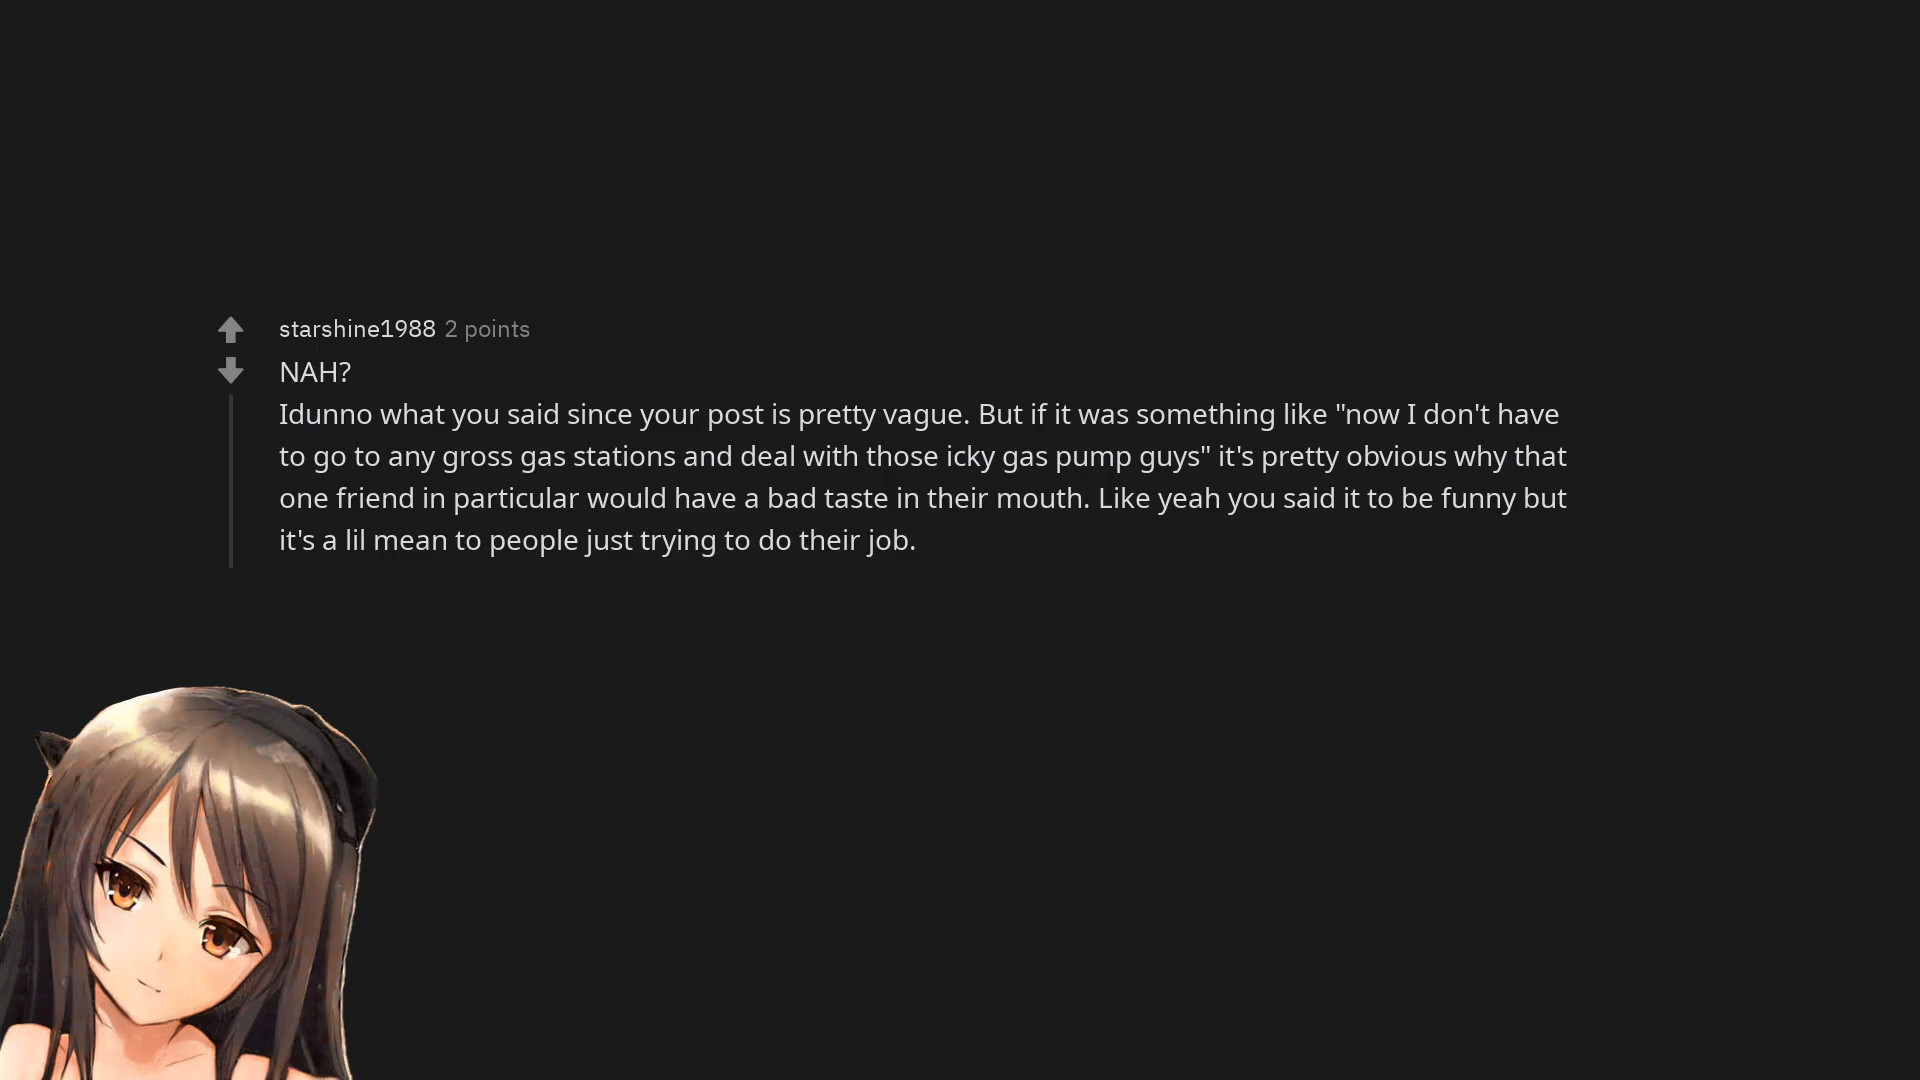 starshine1988 2 points
NAH?
Idunno what you said since your post is pretty vague. But if it was something like "now I don't have
to go to any gross gas stations and deal with those icky gas pump guys" it's pretty obvious why that
one friend in particular would have a bad taste in their mouth. Like yeah you said it to be funny but
it's a lil mean to people just trying to do their job.